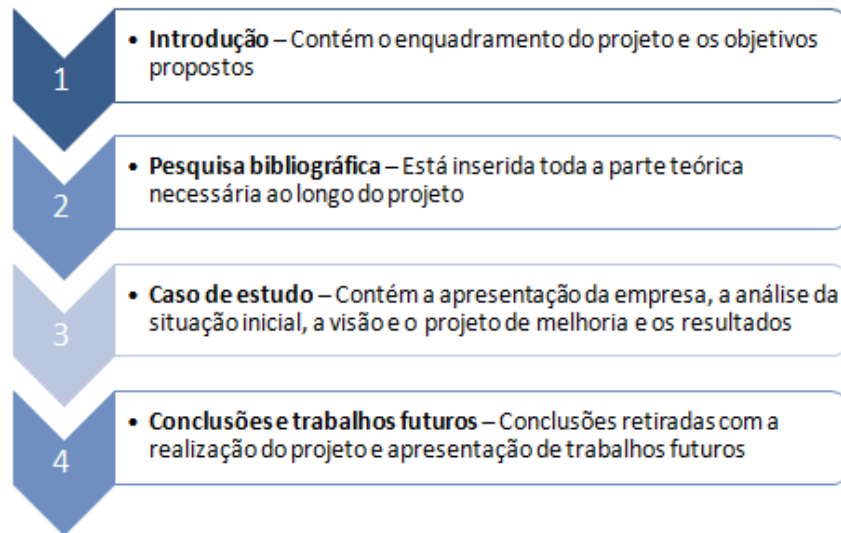 1
• Introdução – Contém o enquadramento do projeto e os objetivos
propostos
2
• Pesquisa bibliográfica – Está inserida toda a parte teórica
necessária ao longo do projeto
3
• Caso de estudo – Contém a apresentação da empresa, a análise da
situação inicial, a visão e o projeto de melhoria e os resultados
4
• Conclusões e trabalhos futuros – Conclusões retiradas com a
realização do projeto e apresentação de trabalhos futuros